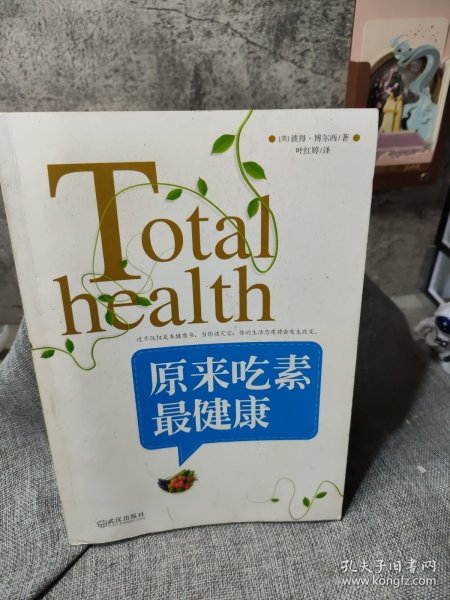 [英]彼得·博尔西/著
叶红婷/译
Total
health
这不仅仅是本健康书，当你读完它，你的生活态度将会发生改变。
原来吃素
最健康
武汉出版社
孔夫子旧书网
www.kongfz.com